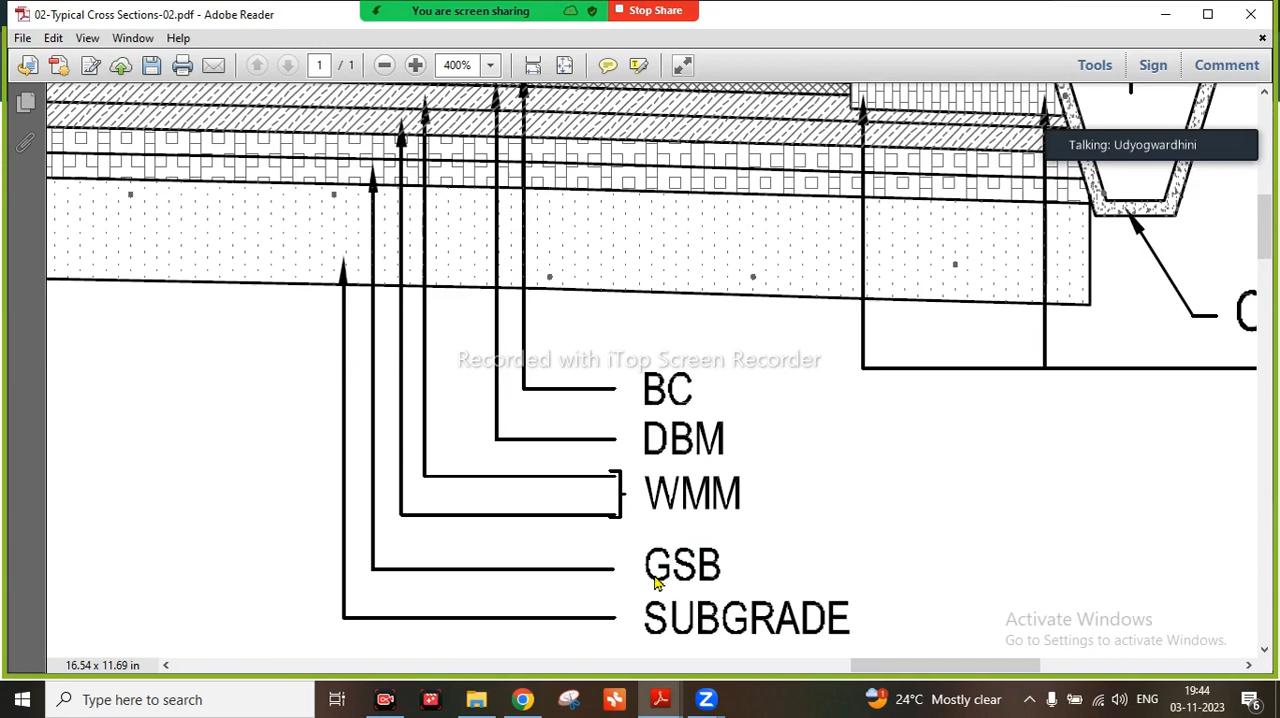 02-Typical Cross Sections-02.pdf - Adobe Reader
You are screen sharing
Stop Share
File Edit View Window Help
1 / 1
400%
Tools Sign Comment
Talking: Udyogwardhini
Recorded with iTop Screen Recorder
BC
DBM
WMM
GSB
SUBGRADE
Activate Windows
Go to Settings to activate Windows.
16.54 x 11.69 in
Type here to search
24°C Mostly clear
ENG
19:44
03-11-2023
6